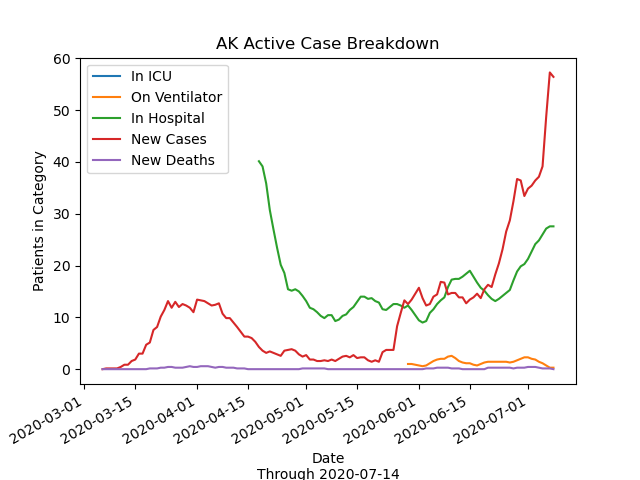 AK Active Case Breakdown
In ICU
On Ventilator
In Hospital
New Cases
New Deaths
Patients in Category
60
50
40
30
20
10
0
2020-03-01
2020-03-15
2020-04-01
2020-04-15
2020-05-01
2020-05-15
2020-06-01
2020-06-15
2020-07-01
Date
Through 2020-07-14